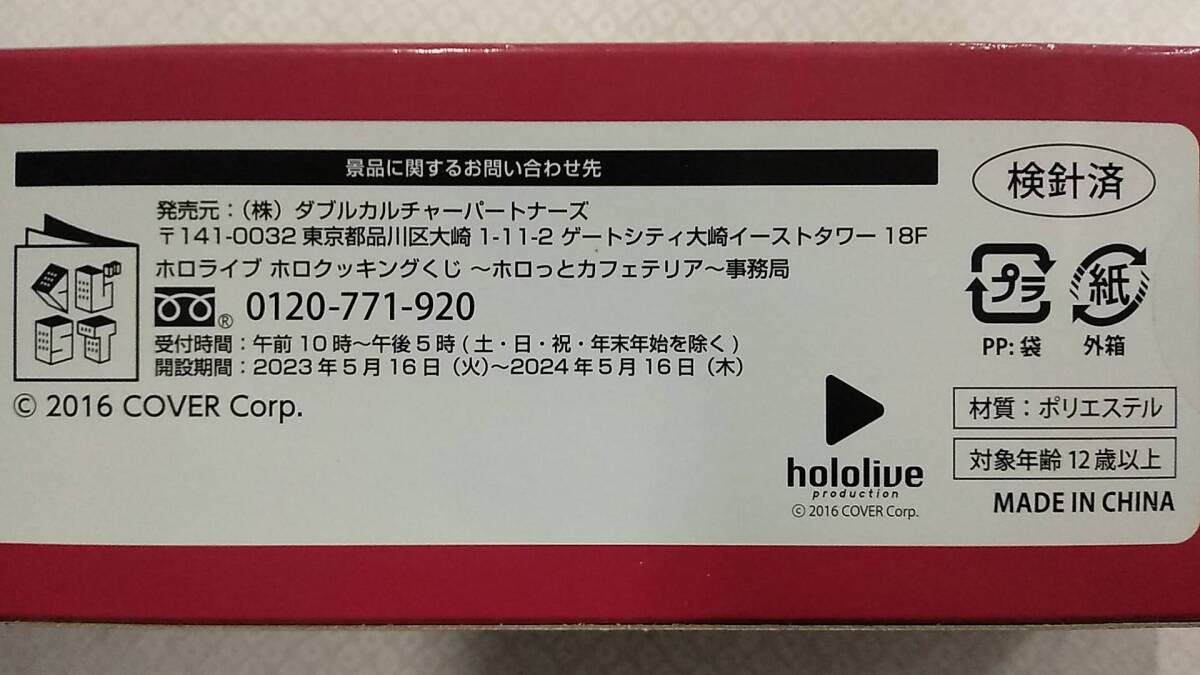 景品に関するお問い合わせ先
発売元：（株）ダブルカルチャーパートナーズ
〒141-0032 東京都品川区大崎 1-11-2 ゲートシティ大崎イーストタワー 18F
ホロライブ ホロクッキングくじ ～ホロっとカフェテリア～事務局
® 0120-771-920
受付時間：午前 10 時～午後 5 時 ( 土・日・祝・年末年始を除く )
開設期間：2023 年 5 月 16 日（火）～2024 年 5 月 16 日（木）
© 2016 COVER Corp.
検針済
プラ
紙
PP: 袋
外箱
材質：ポリエステル
対象年齢 12 歳以上
MADE IN CHINA
hololive
production
© 2016 COVER Corp.